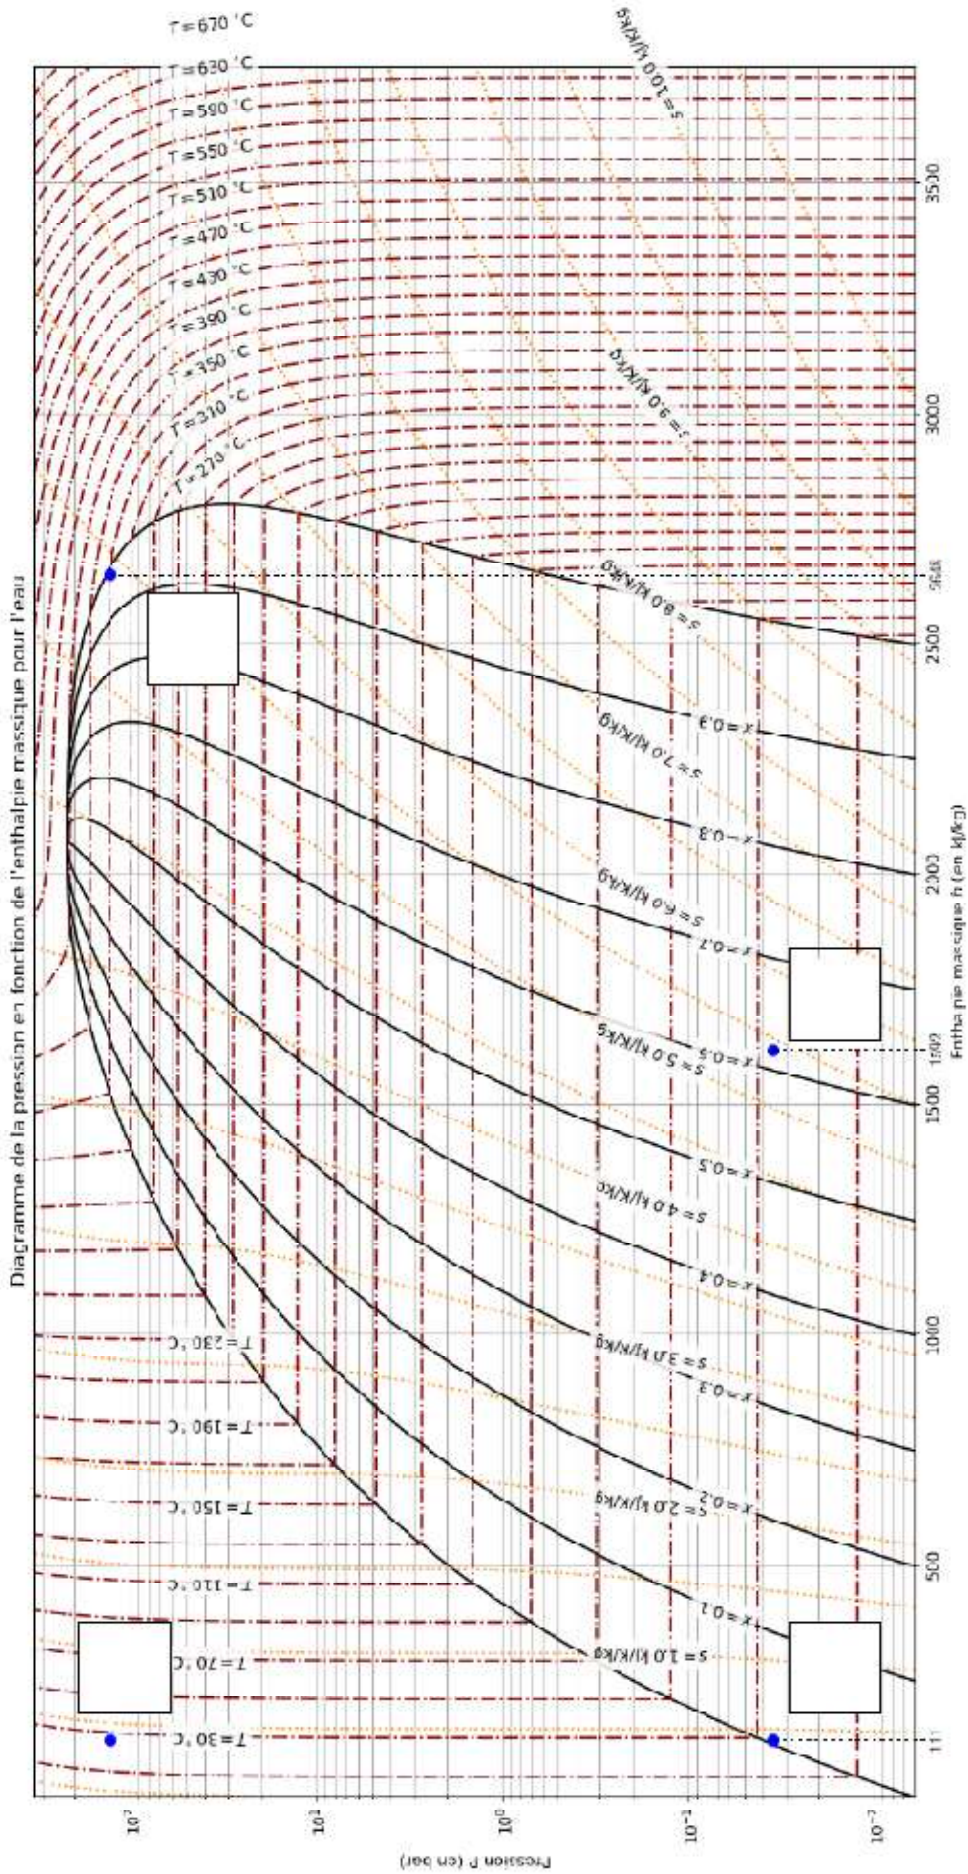 Diagramme de la pression en fonction de l'enthalpie massique pour l'eau
T = 670 °C
T = 630 °C
T = 590 °C
T = 550 °C
T = 510 °C
T = 470 °C
T = 430 °C
T = 390 °C
T = 350 °C
T = 310 °C
T = 270 °C
T = 230 °C
T = 190 °C
T = 150 °C
T = 110 °C
T = 70 °C
T = 30 °C
s = 10.0 kJ/K/kg
s = 9.0 kJ/K/kg
s = 8.0 kJ/K/kg
s = 7.0 kJ/K/kg
s = 6.0 kJ/K/kg
s = 5.0 kJ/K/kg
s = 4.0 kJ/K/kg
s = 3.0 kJ/K/kg
s = 2.0 kJ/K/kg
s = 1.0 kJ/K/kg
x = 0.9
x = 0.8
x = 0.7
x = 0.5
x = 0.4
x = 0.3
x = 0.2
x = 0.1
10¹
10⁰
10⁻¹
500
1000
1500
2000
2500
3000
3500
Pression P (en bar)
Enthalpie massique h (en kJ/kg)